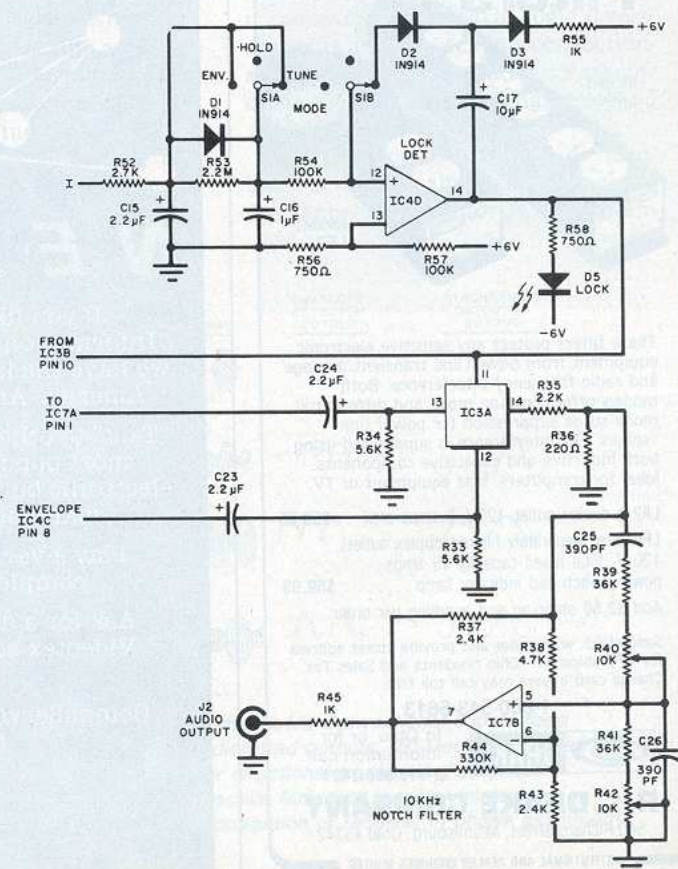 D2
IN914
D3
IN914
R55
1K
+6V
HOLD
ENV.
TUNE
S1A
MODE
S1B
C17
10µF
D1
IN914
LOCK
DET
R52
2.7K
R53
2.2M
R54
100K
I
12
13
14
IC4D
C15
2.2µF
C16
1µF
R56
750Ω
R57
100K
+6V
R58
750Ω
D5
LOCK
-6V
FROM
IC3B
PIN 10
TO
IC7A
PIN 1
C24
2.2µF
13
11
14
12
IC3A
R35
2.2K
R34
5.6K
R36
220Ω
C23
2.2µF
ENVELOPE
IC4C
PIN 8
R33
5.6K
C25
390PF
R39
36K
R37
2.4K
R38
4.7K
R40
10K
J2
AUDIO
OUTPUT
R45
1K
7
5
6
IC7B
R41
36K
C26
390
PF
R44
330K
R43
2.4K
R42
10K
10KHz
NOTCH FILTER